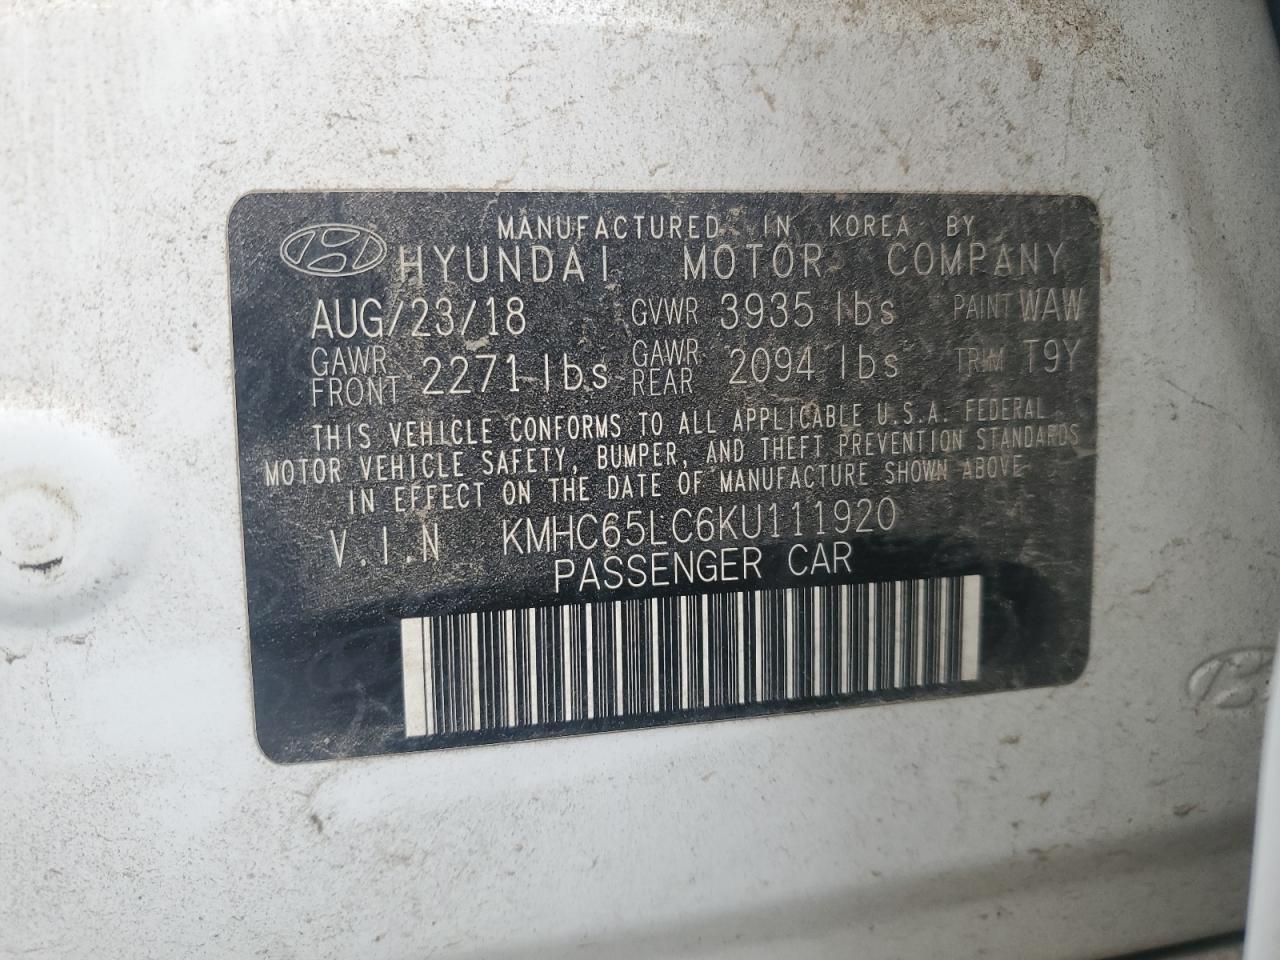 MANUFACTURED IN KOREA BY
HYUNDAI MOTOR COMPANY
AUG/23/18 GVWR 3935 lbs PAINT WAW
GAWR FRONT 2271 lbs GAWR REAR 2094 lbs TRIM T9Y
THIS VEHICLE CONFORMS TO ALL APPLICABLE U.S.A. FEDERAL
MOTOR VEHICLE SAFETY, BUMPER, AND THEFT PREVENTION STANDARDS
IN EFFECT ON THE DATE OF MANUFACTURE SHOWN ABOVE
V.I.N KMHC65LC6KU111920
PASSENGER CAR